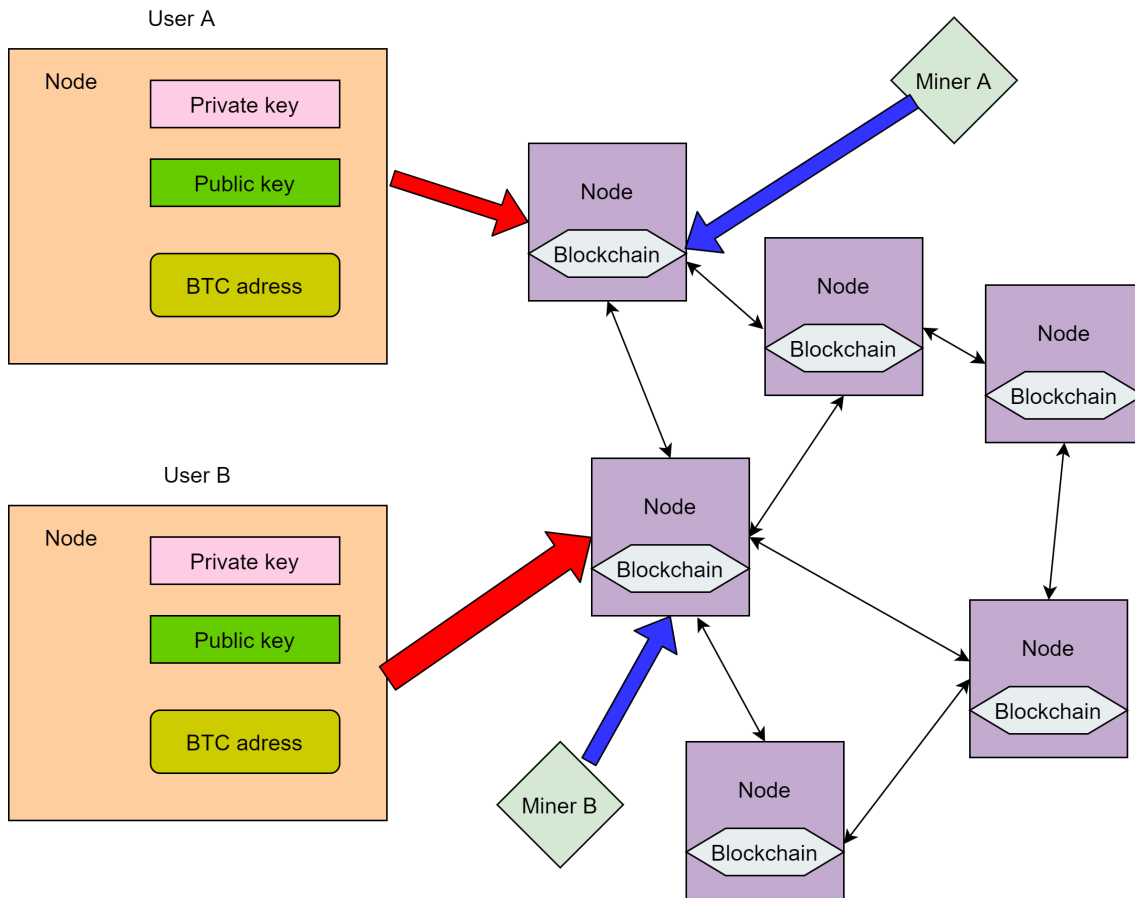 User A
Node
Private key
Public key
BTC adress
Miner A
Node
Blockchain
Node
Blockchain
Node
Blockchain
User B
Node
Private key
Public key
BTC adress
Node
Blockchain
Miner B
Node
Blockchain
Node
Blockchain